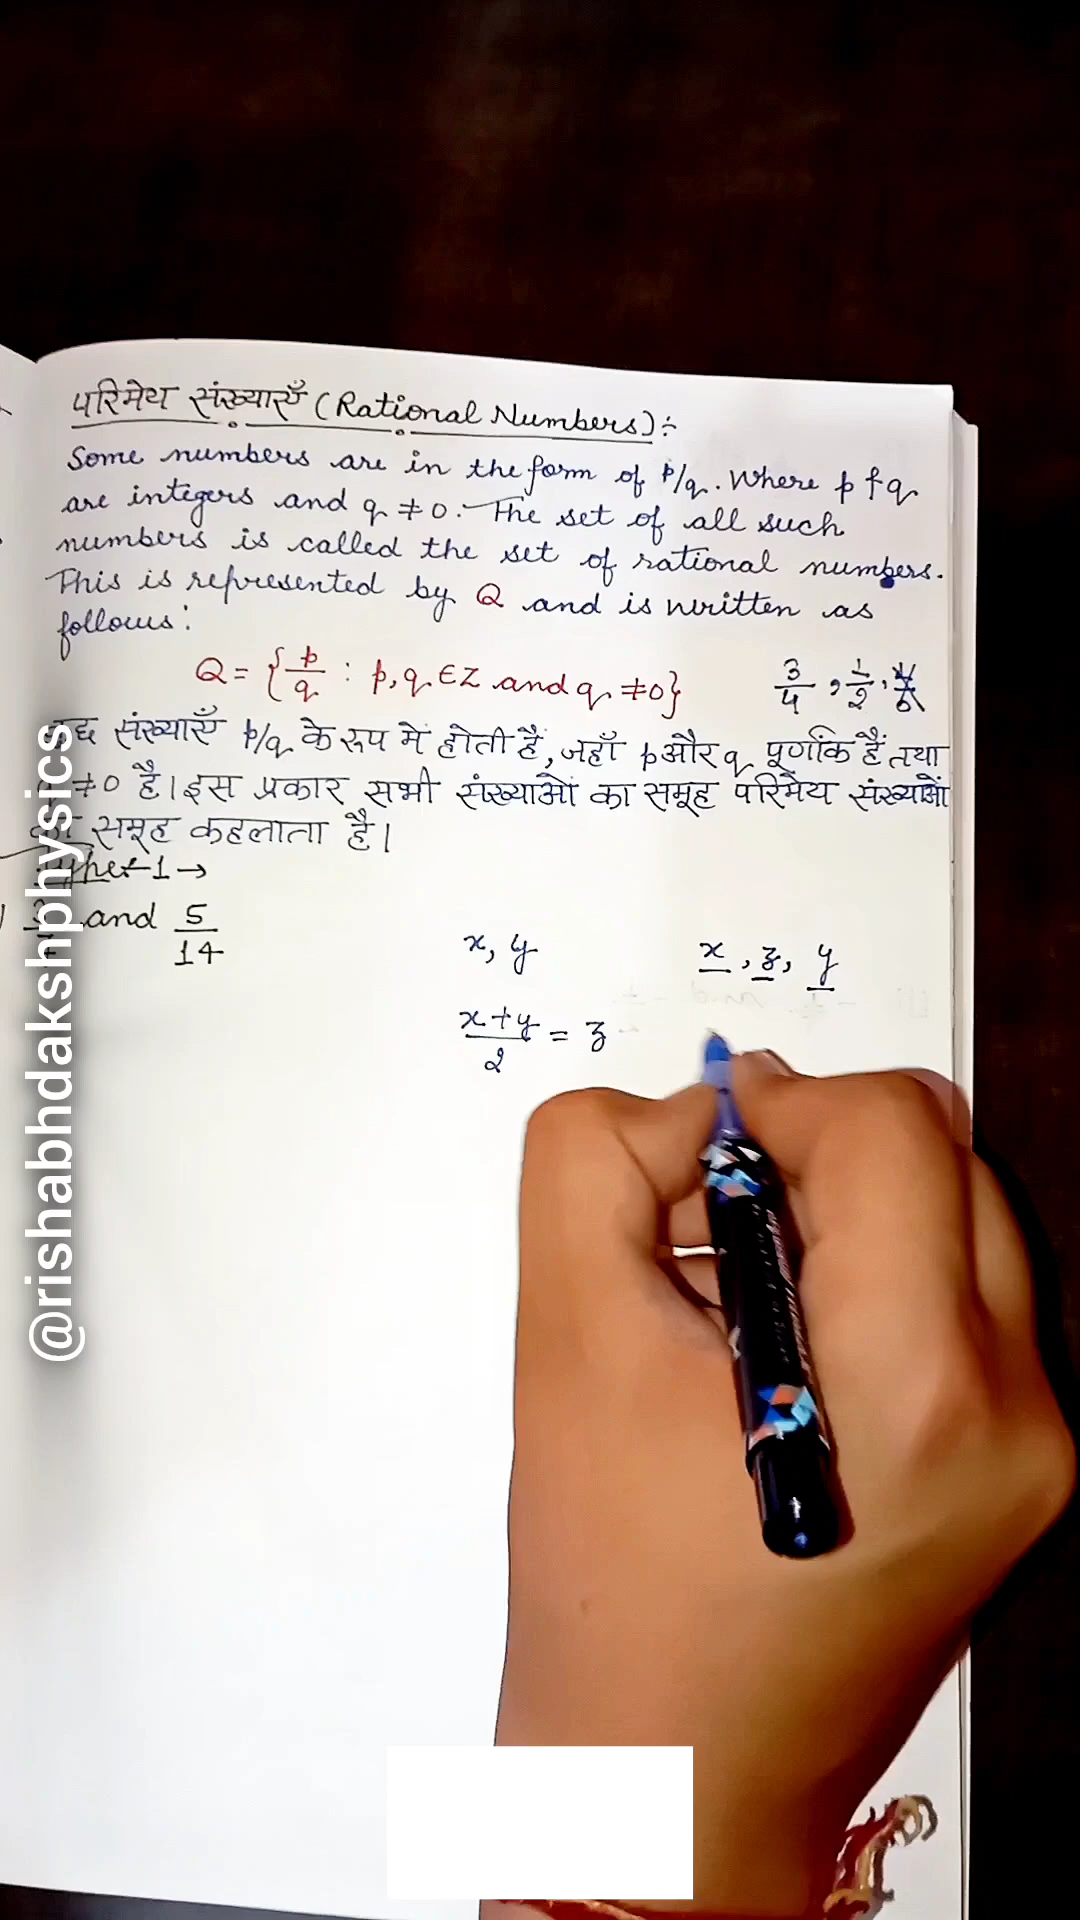 परिमेय संख्याएँ (Rational Numbers):-
Some numbers are in the form of p/q. Where p & q
are integers and q ≠ 0. The set of all such
numbers is called the set of rational numbers.
This is represented by Q and is written as
follows:
Q = {p/q : p, q ∈ Z and q ≠ 0}
3/4, 1/2,
संख्याएँ p/q के रूप में होती हैं, जहाँ p और q पूर्णांक हैं तथा
≠ 0 है। इस प्रकार सभी संख्याओं का समूह परिमेय संख्याओं
का समूह कहलाता है।
Type-1 →
and 5/14
x, y
x, z, y
x+y/2 = z
@rishabhdakshphysics